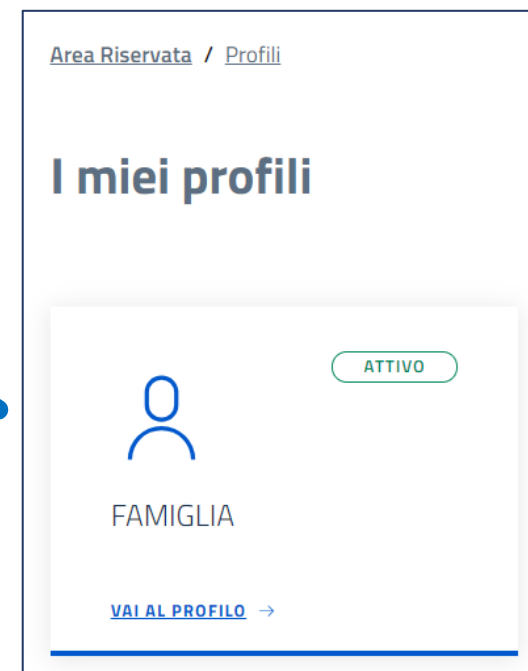 Area Riservata / Profili
I miei profili
ATTIVO
FAMIGLIA
VAI AL PROFILO →